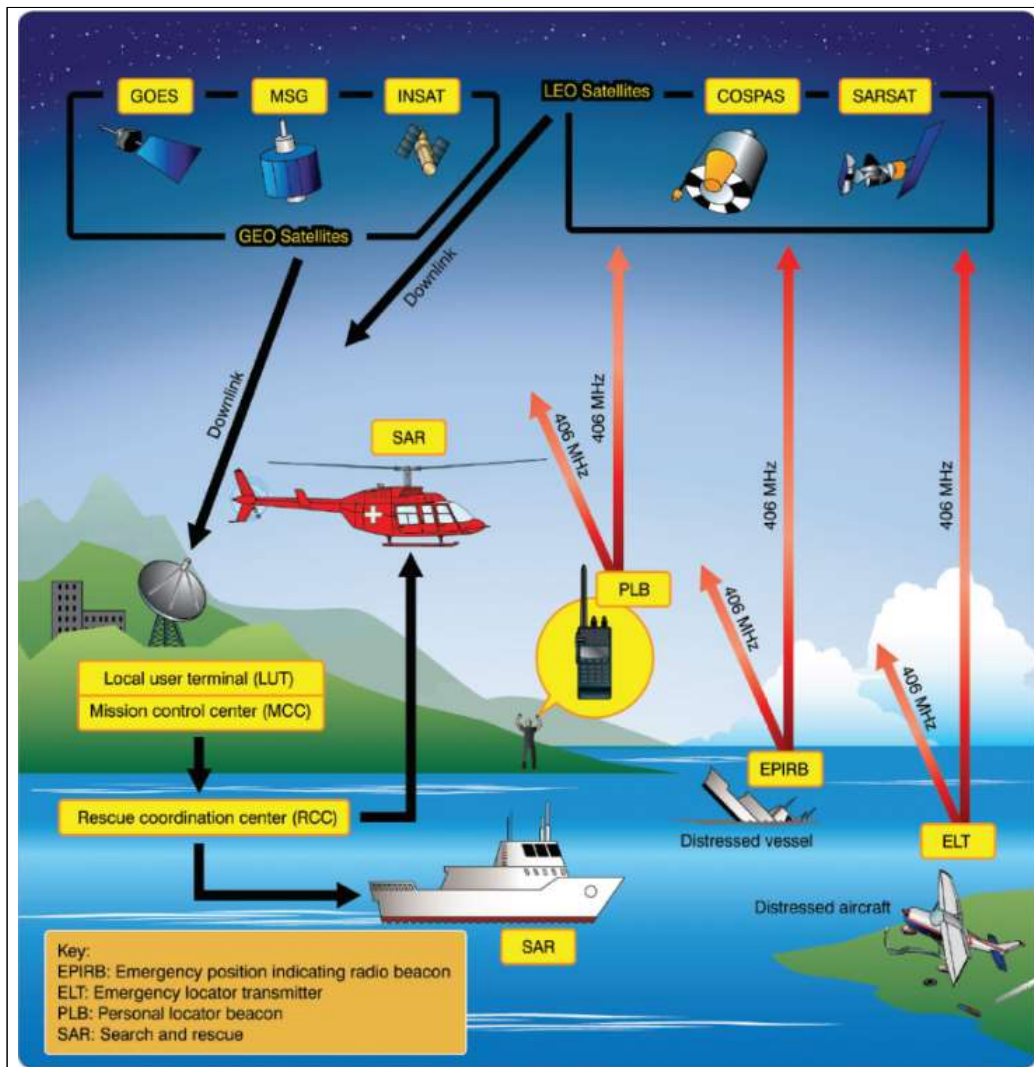 GOES
MSG
INSAT
LEO Satellites
COSPAS
SARSAT
GEO Satellites
Downlink
Downlink
SAR
406 MHz
406 MHz
406 MHz
406 MHz
406 MHz
406 MHz
PLB
Local user terminal (LUT)
Mission control center (MCC)
Rescue coordination center (RCC)
EPIRB
Distressed vessel
ELT
Distressed aircraft
SAR
Key:
EPIRB: Emergency position indicating radio beacon
ELT: Emergency locator transmitter
PLB: Personal locator beacon
SAR: Search and rescue